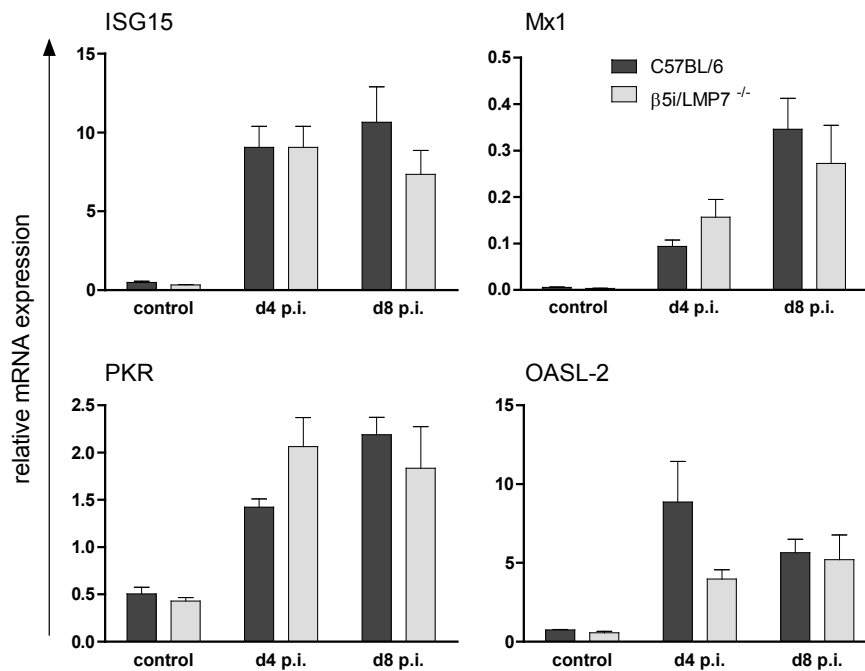 ISG15
15
10
5
0
control d4 p.i. d8 p.i.
Mx1
0.5
0.4
0.3
0.2
0.1
0.0
C57BL/6
β5i/LMP7 -/-
control d4 p.i. d8 p.i.
relative mRNA expression
PKR
2.5
2.0
1.5
1.0
0.5
0.0
control d4 p.i. d8 p.i.
OASL-2
15
10
5
0
control d4 p.i. d8 p.i.